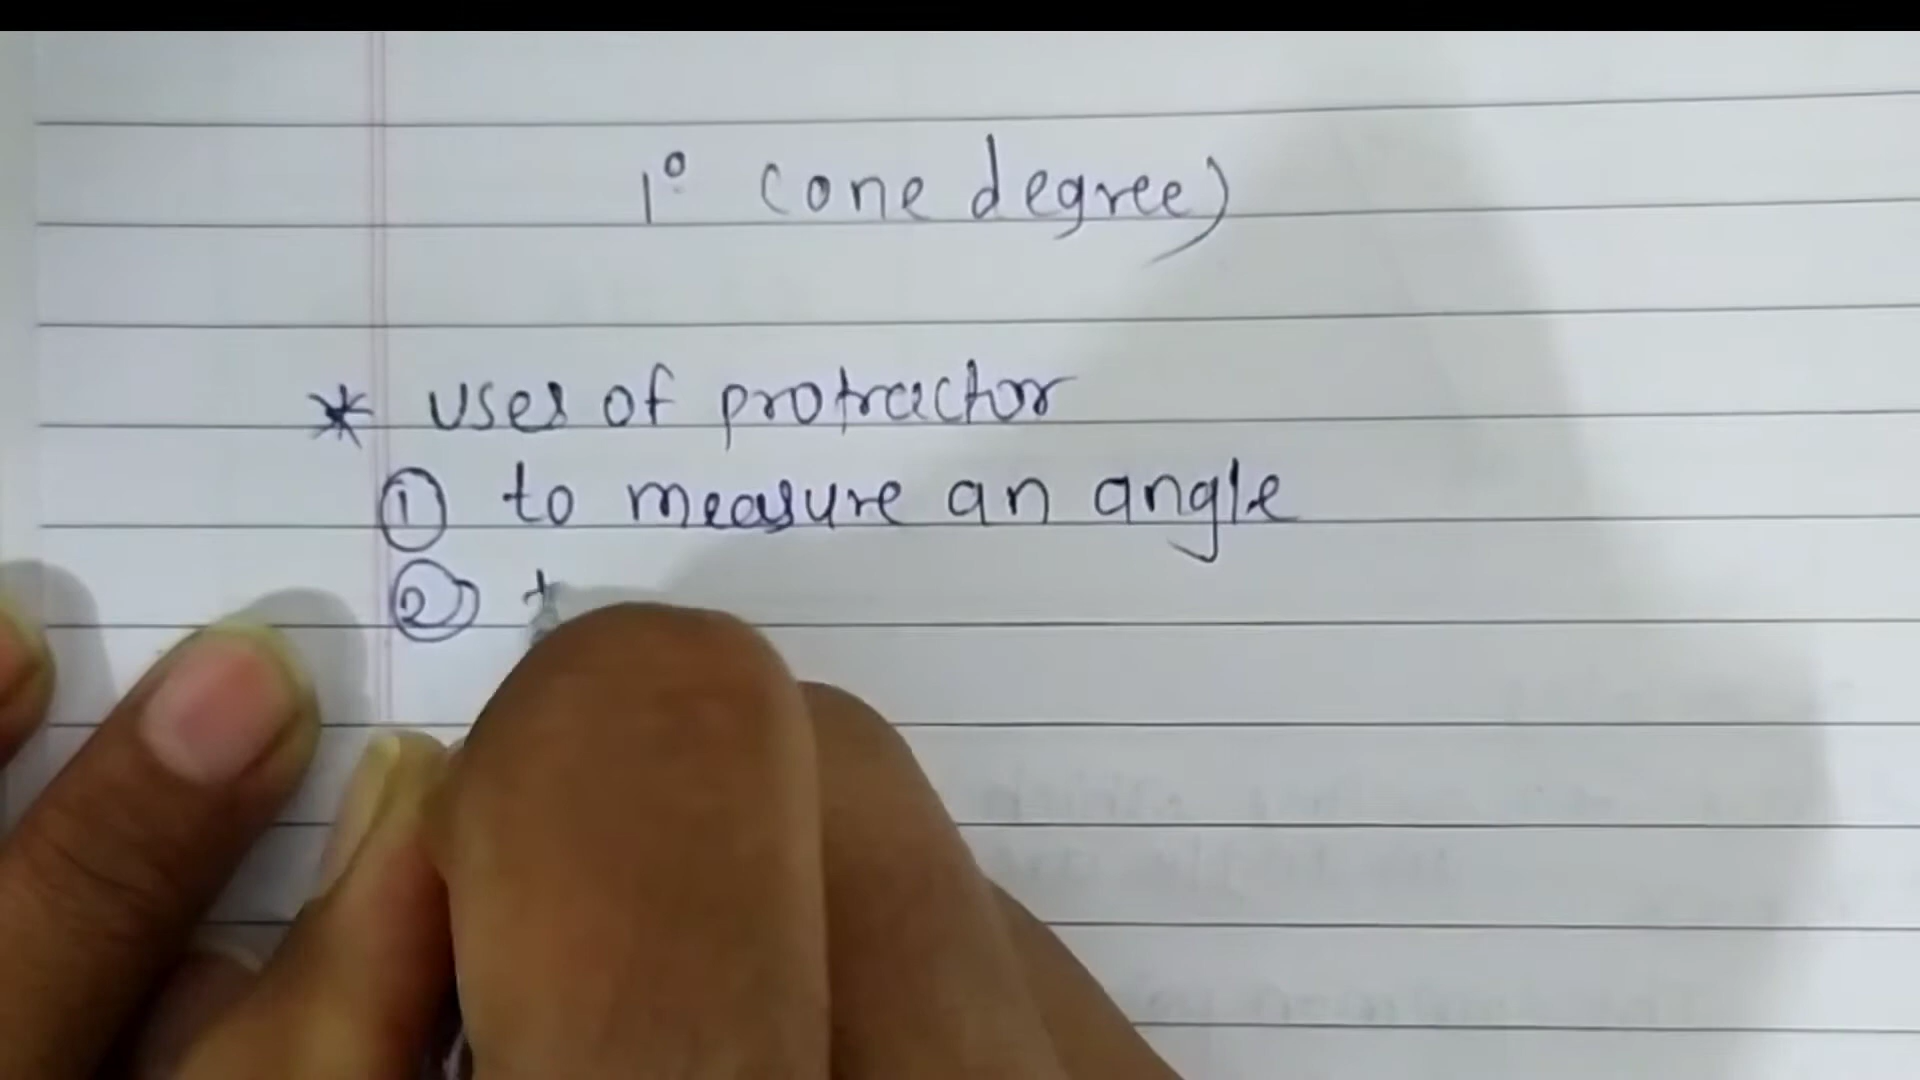 1° (one degree)
* uses of protractor
① to measure an angle
② t